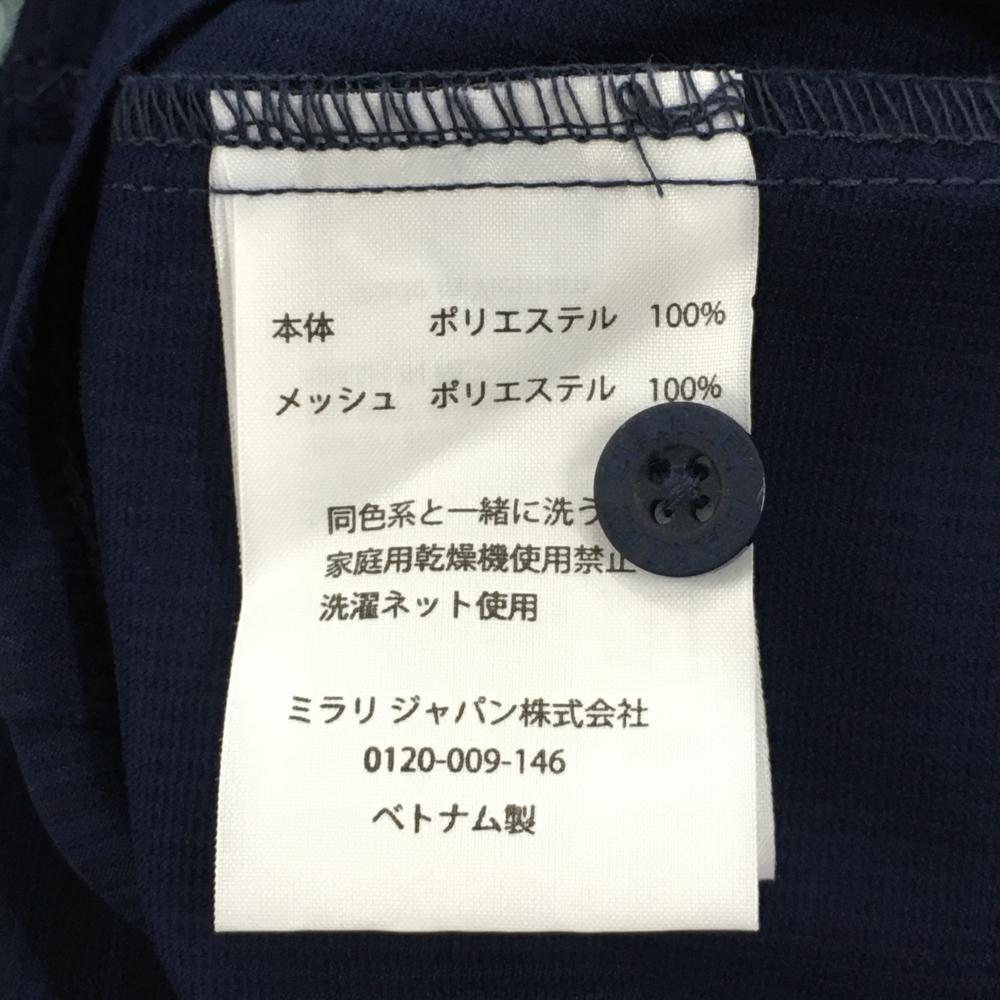 本体 ポリエステル 100%
メッシュ ポリエステル 100%
同色系と一緒に洗う
家庭用乾燥機使用禁止
洗濯ネット使用
ミラリ ジャパン株式会社
0120-009-146
ベトナム製